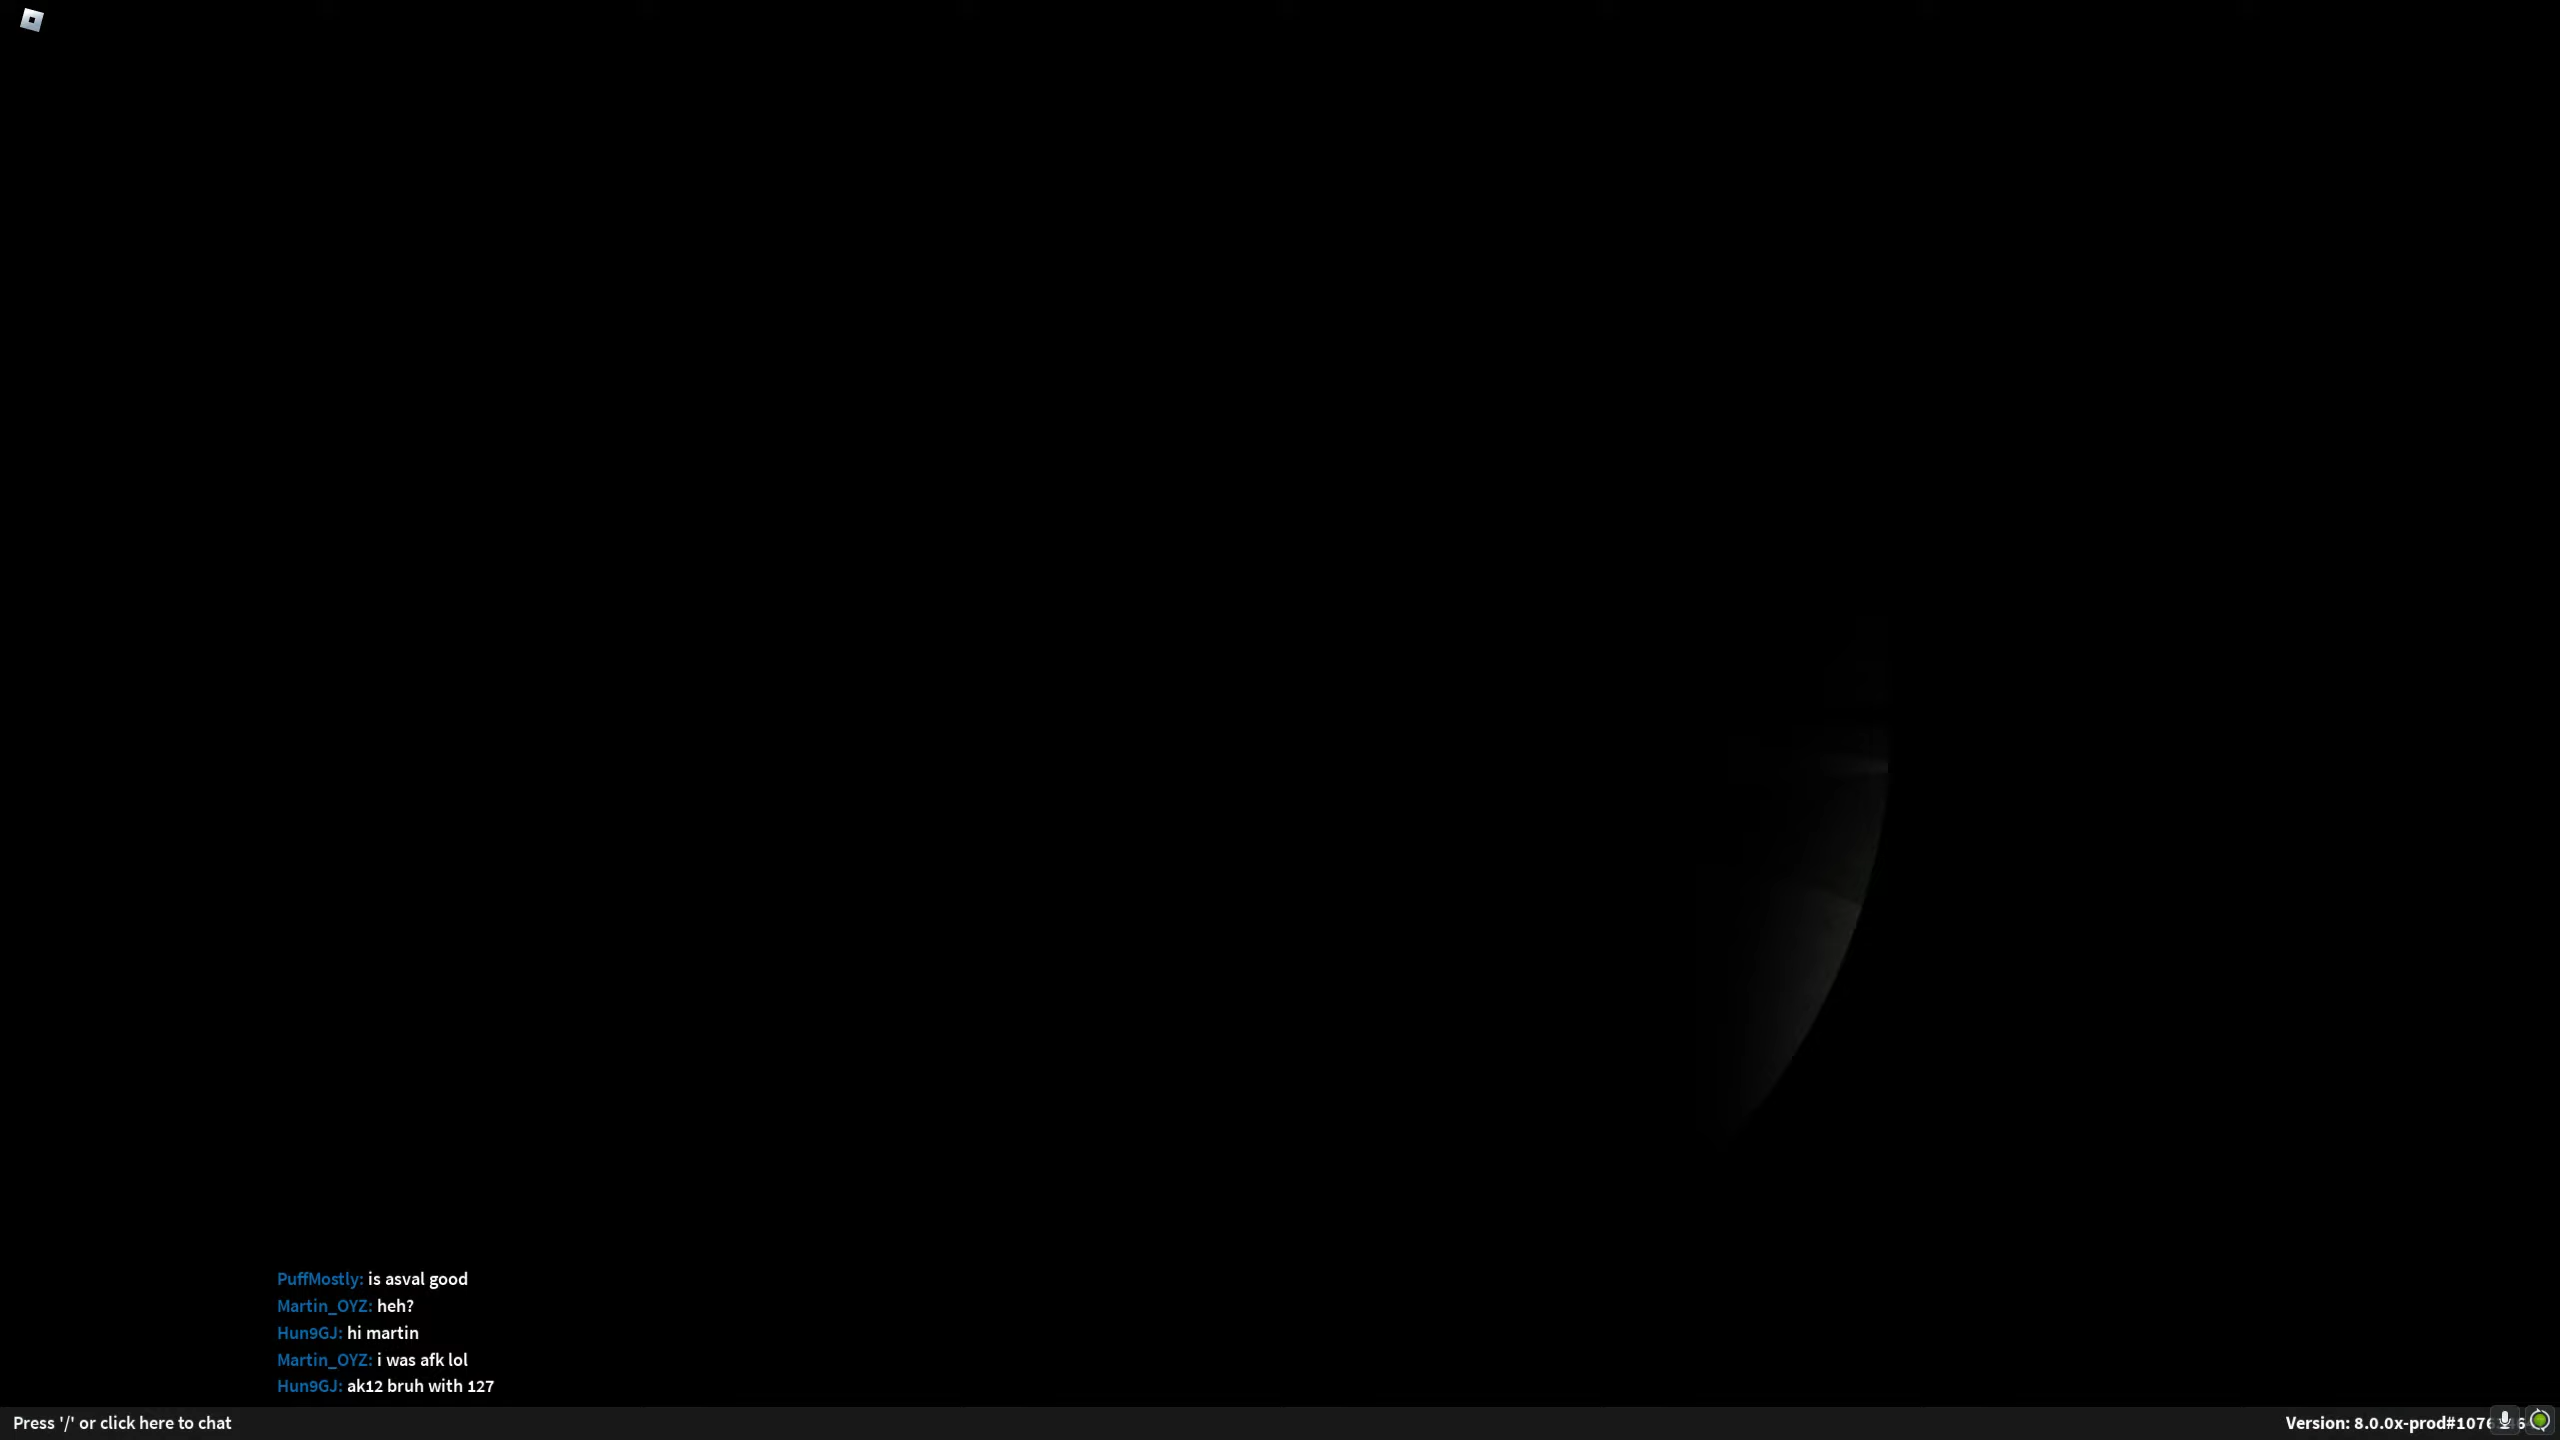 PuffMostly: is asval good
Martin_OYZ: heh?
Hun9GJ: hi martin
Martin_OYZ: i was afk lol
Hun9GJ: ak12 bruh with 127
Press '/' or click here to chat
Version: 8.0.0x-prod